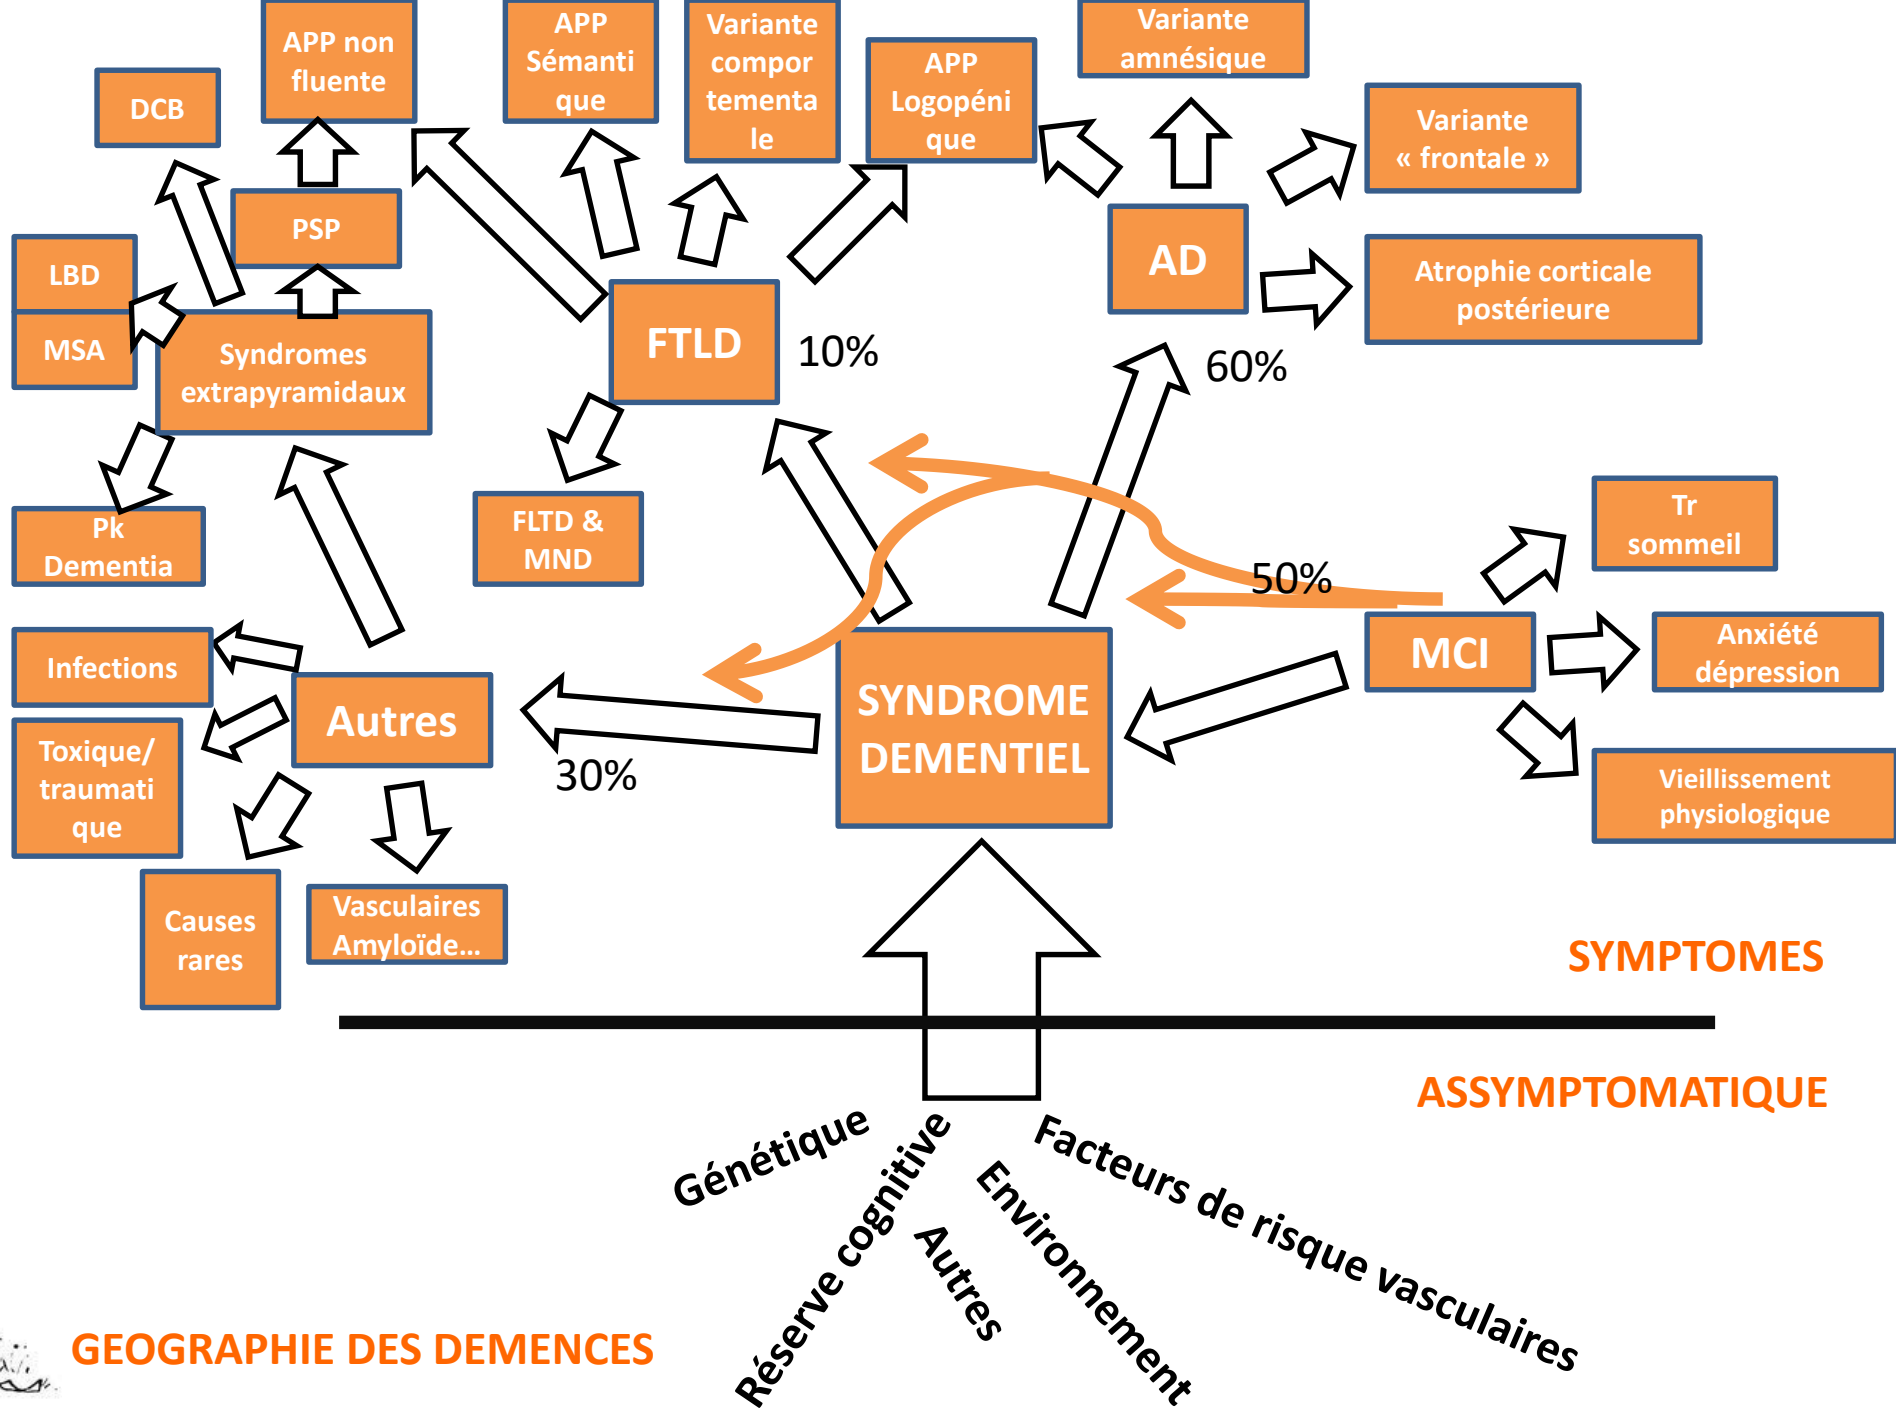 APP non
fluente
APP
Sémanti
que
Variante
compor
tementa
le
APP
Logopéni
que
Variante
amnésique
Variante
« frontale »
DCB
PSP
LBD
MSA
Syndromes
extrapyramidaux
FTLD
10%
AD
60%
Atrophie corticale
postérieure
Pk
Dementia
FLTD &
MND
Tr
sommeil
50%
Infections
Autres
30%
SYNDROME
DEMENTIEL
MCI
Anxiété
dépression
Toxique/
traumati
que
Vieillissement
physiologique
Causes
rares
Vasculaires
Amyloïde...
SYMPTOMES
ASSYMPTOMATIQUE
Génétique
Réserve cognitive
Autres
Environnement
Facteurs de risque vasculaires
GEOGRAPHIE DES DEMENCES